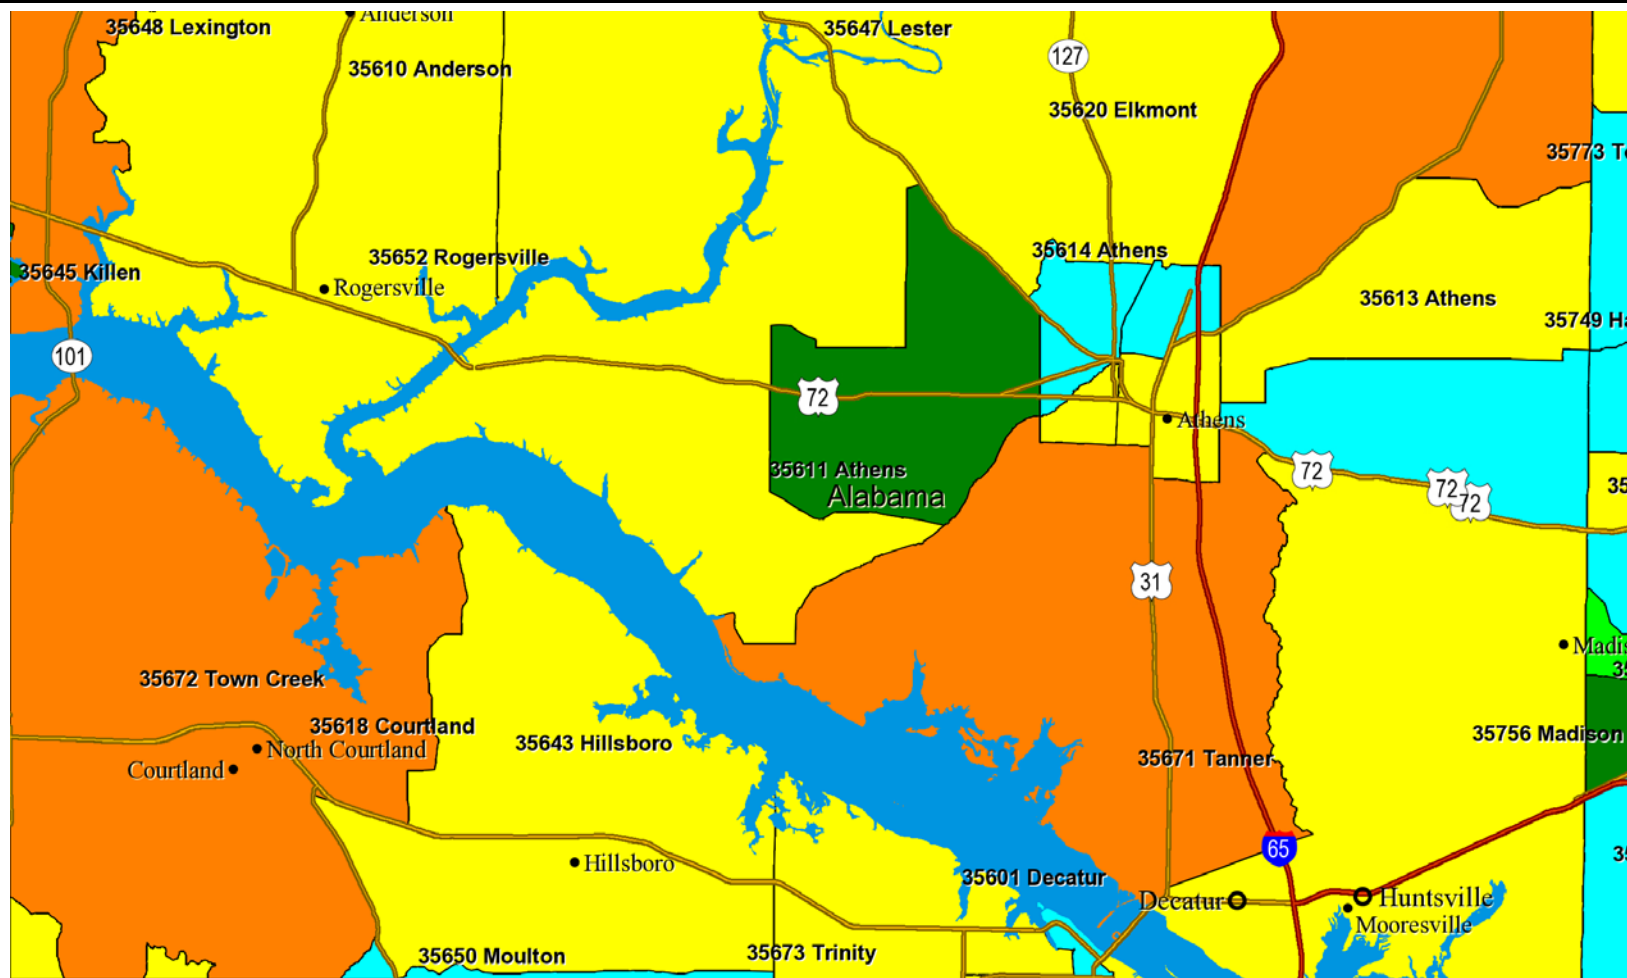 Anderson
35648 Lexington
35647 Lester
127
35610 Anderson
35620 Elkmont
35773
35614 Athens
35652 Rogersville
35645 Killen
Rogersville
35613 Athens
35749
101
72
Athens
35611 Athens
72
72
72
Alabama
31
35672 Town Creek
35618 Courtland
35756 Madison
North Courtland
35643 Hillsboro
Courtland
35671 Tanner
65
Hillsboro
35601 Decatur
Decatur
Huntsville
Mooresville
35650 Moulton
35673 Trinity